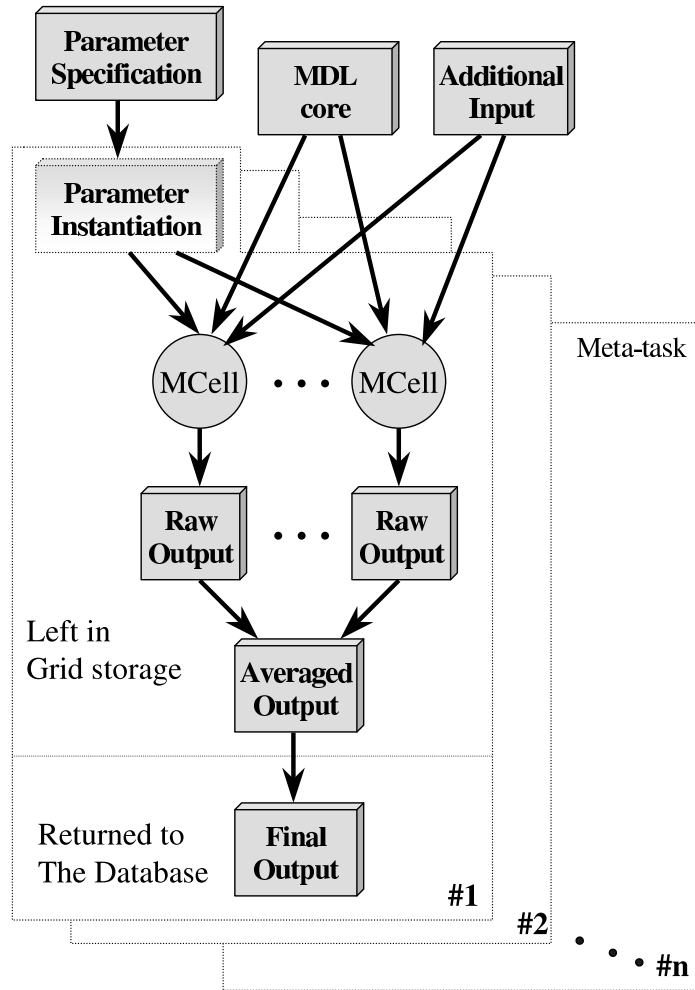 Parameter
Specification
MDL
core
Additional
Input
Parameter
Instantiation
Meta-task
MCell
MCell
Raw
Output
Raw
Output
Left in
Grid storage
Averaged
Output
Returned to
The Database
Final
Output
#1
#2
#n